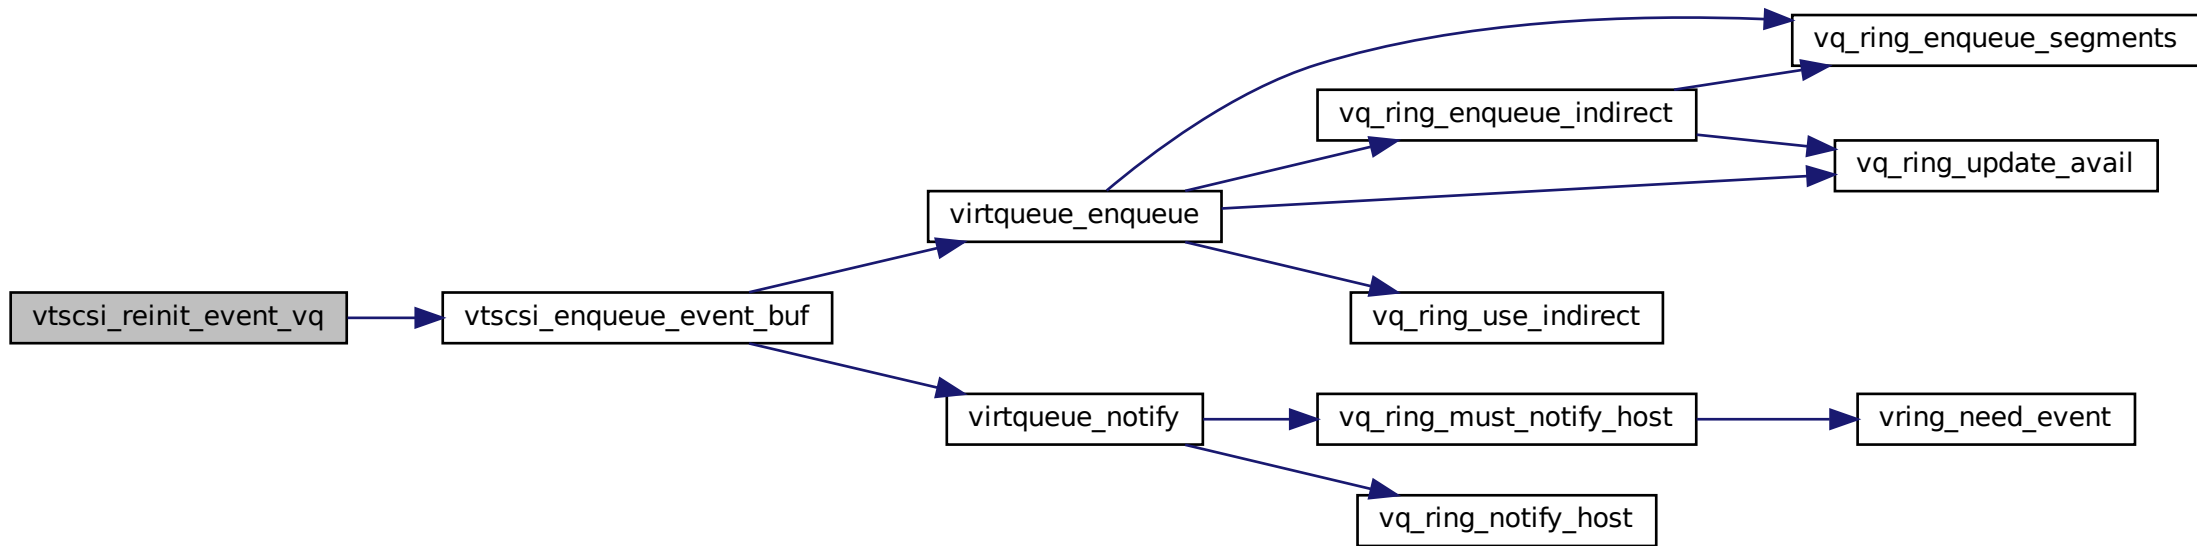 vq_ring_enqueue_segments
vq_ring_enqueue_indirect
vq_ring_update_avail
virtqueue_enqueue
vtscsi_reinit_event_vq
vtscsi_enqueue_event_buf
vq_ring_use_indirect
virtqueue_notify
vq_ring_must_notify_host
vring_need_event
vq_ring_notify_host